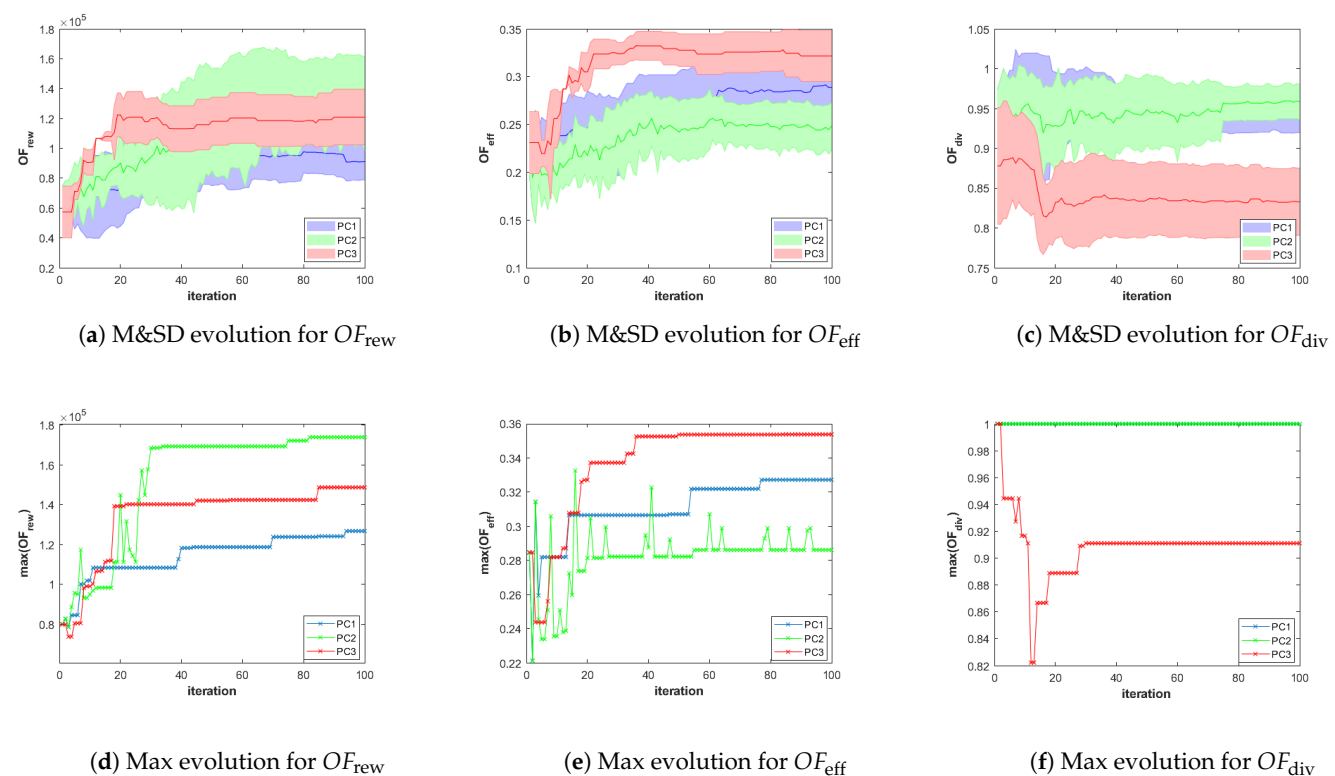 × 10⁵
1.8
1.6
1.4
1.2
1
0.8
0.6
0.4
0.2
OF_rew
0 20 40 60 80 100
iteration
PC1
PC2
PC3
(a) M&SD evolution for OF_rew
0.35
0.3
0.25
0.2
0.15
0.1
OF_eff
0 20 40 60 80 100
iteration
PC1
PC2
PC3
(b) M&SD evolution for OF_eff
1.05
1
0.95
0.9
0.85
0.8
0.75
OF_div
0 20 40 60 80 100
iteration
PC1
PC2
PC3
(c) M&SD evolution for OF_div
× 10⁵
1.8
1.6
1.4
1.2
1
0.8
max(OF_rew)
0 20 40 60 80 100
iteration
PC1
PC2
PC3
(d) Max evolution for OF_rew
0.36
0.34
0.32
0.3
0.28
0.26
0.24
0.22
max(OF_eff)
0 20 40 60 80 100
iteration
PC1
PC2
PC3
(e) Max evolution for OF_eff
1
0.98
0.96
0.94
0.92
0.9
0.88
0.86
0.84
0.82
max(OF_div)
0 20 40 60 80 100
iteration
PC1
PC2
PC3
(f) Max evolution for OF_div